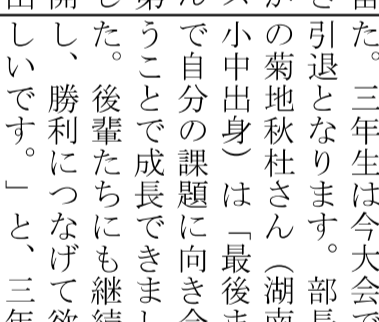 た。三年生は今大会で
引退となります。部長
の菊地秋杜さん（湖南
小中出身）は「最後ま
で自分の課題に向き合
うことで成長できまし
た。後輩たちにも継続
し、勝利につなげて欲
しいです。」と、三年